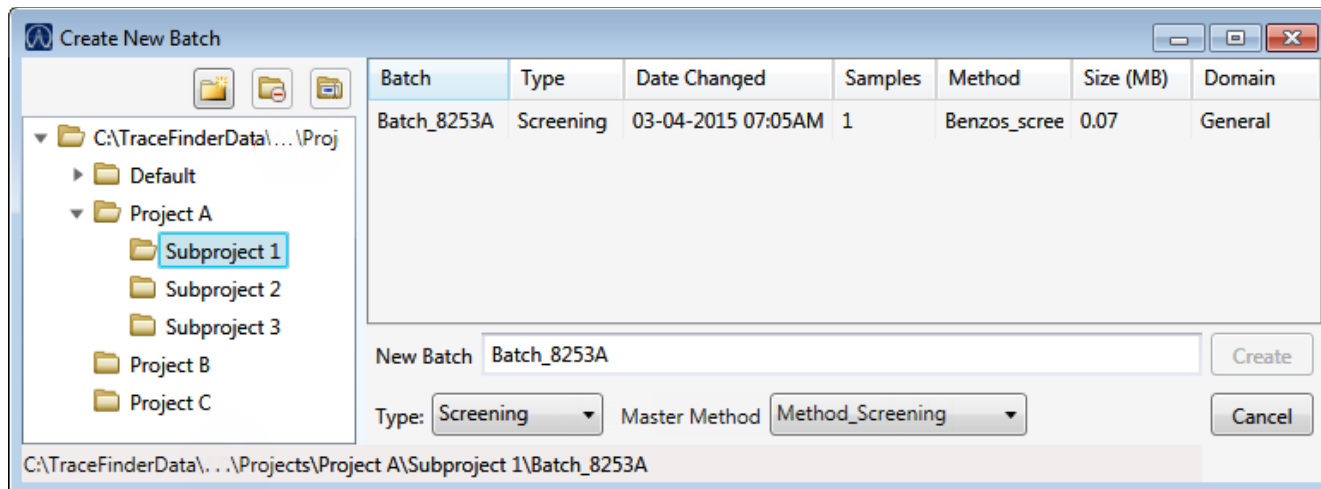 Create New Batch
Batch Type Date Changed Samples Method Size (MB) Domain
Batch_8253A Screening 03-04-2015 07:05AM 1 Benzos_scree 0.07 General
C:\TraceFinderData\...\Proj
Default
Project A
Subproject 1
Subproject 2
Subproject 3
Project B
Project C
New Batch Batch_8253A Create
Type: Screening Master Method Method_Screening Cancel
C:\TraceFinderData\. . .\Projects\Project A\Subproject 1\Batch_8253A